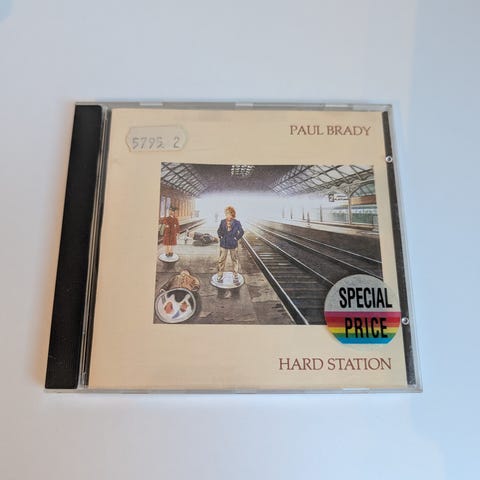 5795 2
PAUL BRADY
SPECIAL
PRICE
HARD STATION